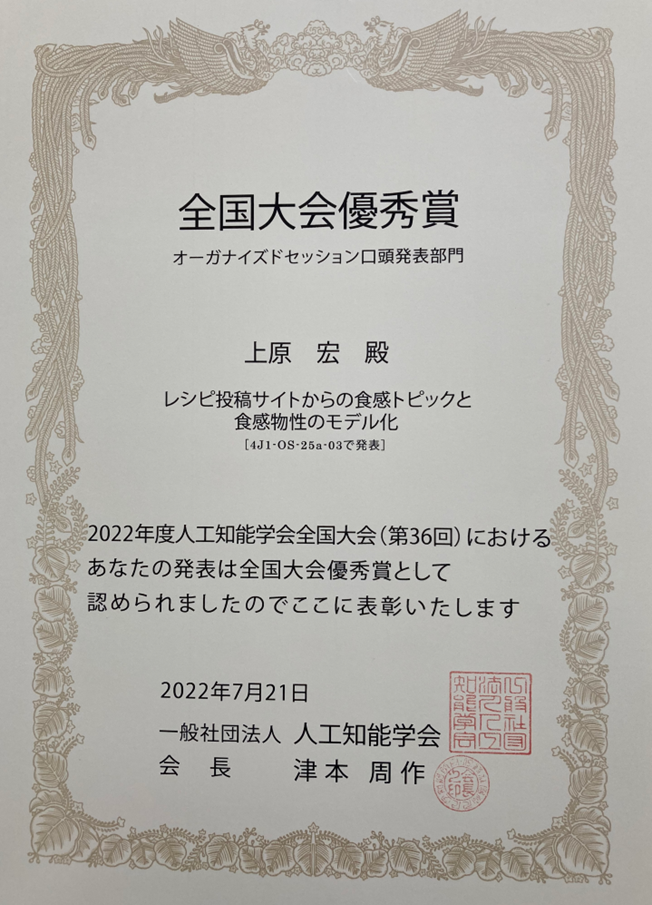 全国大会優秀賞
オーガナイズドセッション口頭発表部門
上原 宏 殿
レシピ投稿サイトからの食感トピックと
食感物性のモデル化
[4J1-OS-25a-03で発表]
2022年度人工知能学会全国大会（第36回）における
あなたの発表は全国大会優秀賞として
認められましたのでここに表彰いたします
2022年7月21日
一般社団法人 人工知能学会
会 長 津本 周作